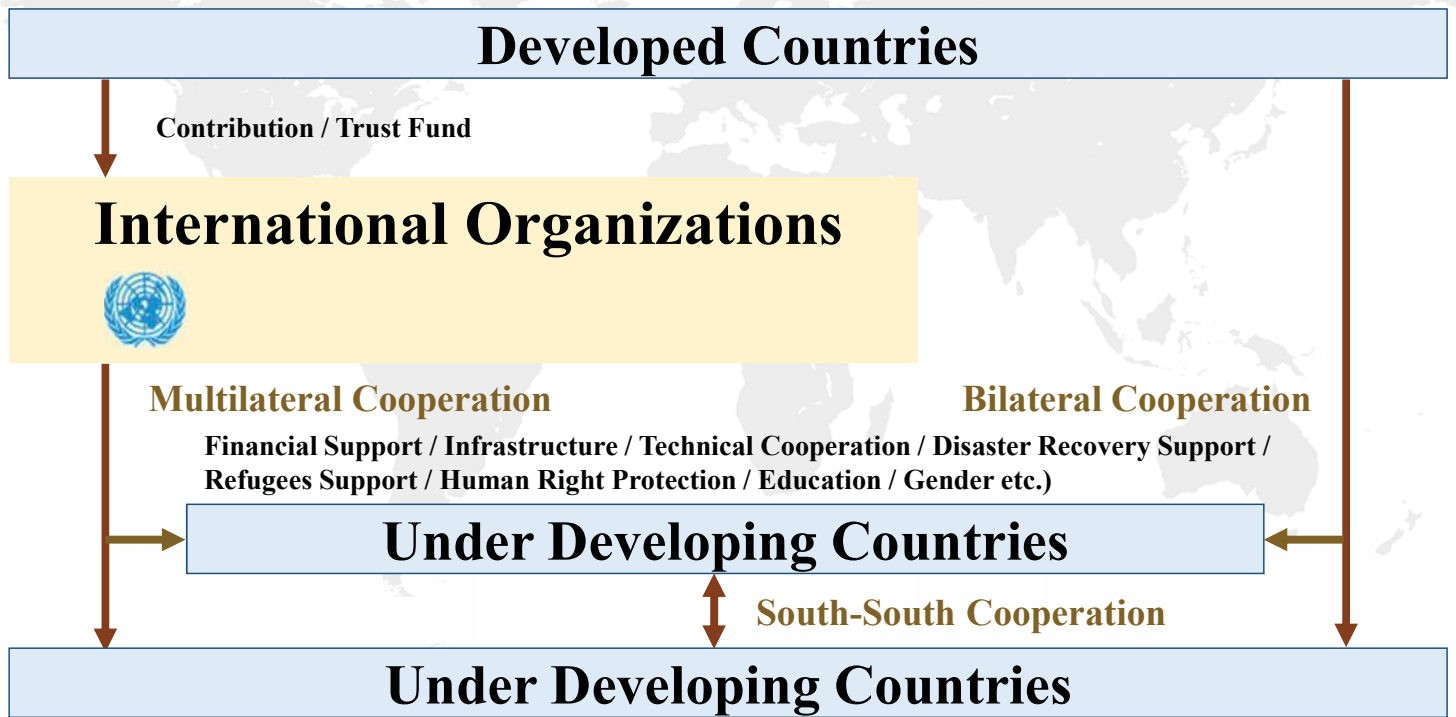 Developed Countries
Contribution / Trust Fund
International Organizations
Multilateral Cooperation
Bilateral Cooperation
Financial Support / Infrastructure / Technical Cooperation / Disaster Recovery Support /
Refugees Support / Human Right Protection / Education / Gender etc.)
Under Developing Countries
South-South Cooperation
Under Developing Countries